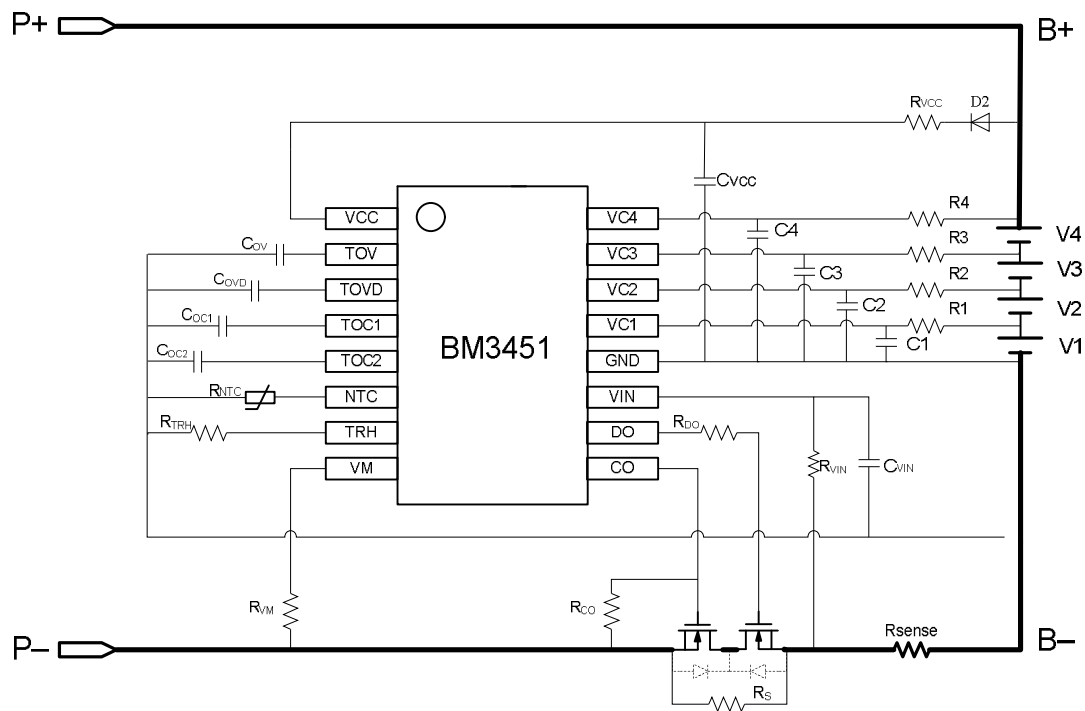 P+
B+
RVCC
D2
CVCC
VCC
VC4
R4
C4
V4
COV
TOV
VC3
R3
C3
V3
COVD
TOVD
VC2
R2
C2
V2
COC1
TOC1
VC1
R1
C1
V1
BM3451
COC2
TOC2
GND
RNTC
NTC
VIN
RTRH
TRH
DO
RDO
VM
CO
RVIN
CVIN
RVM
RCO
P−
Rsense
B−
RS